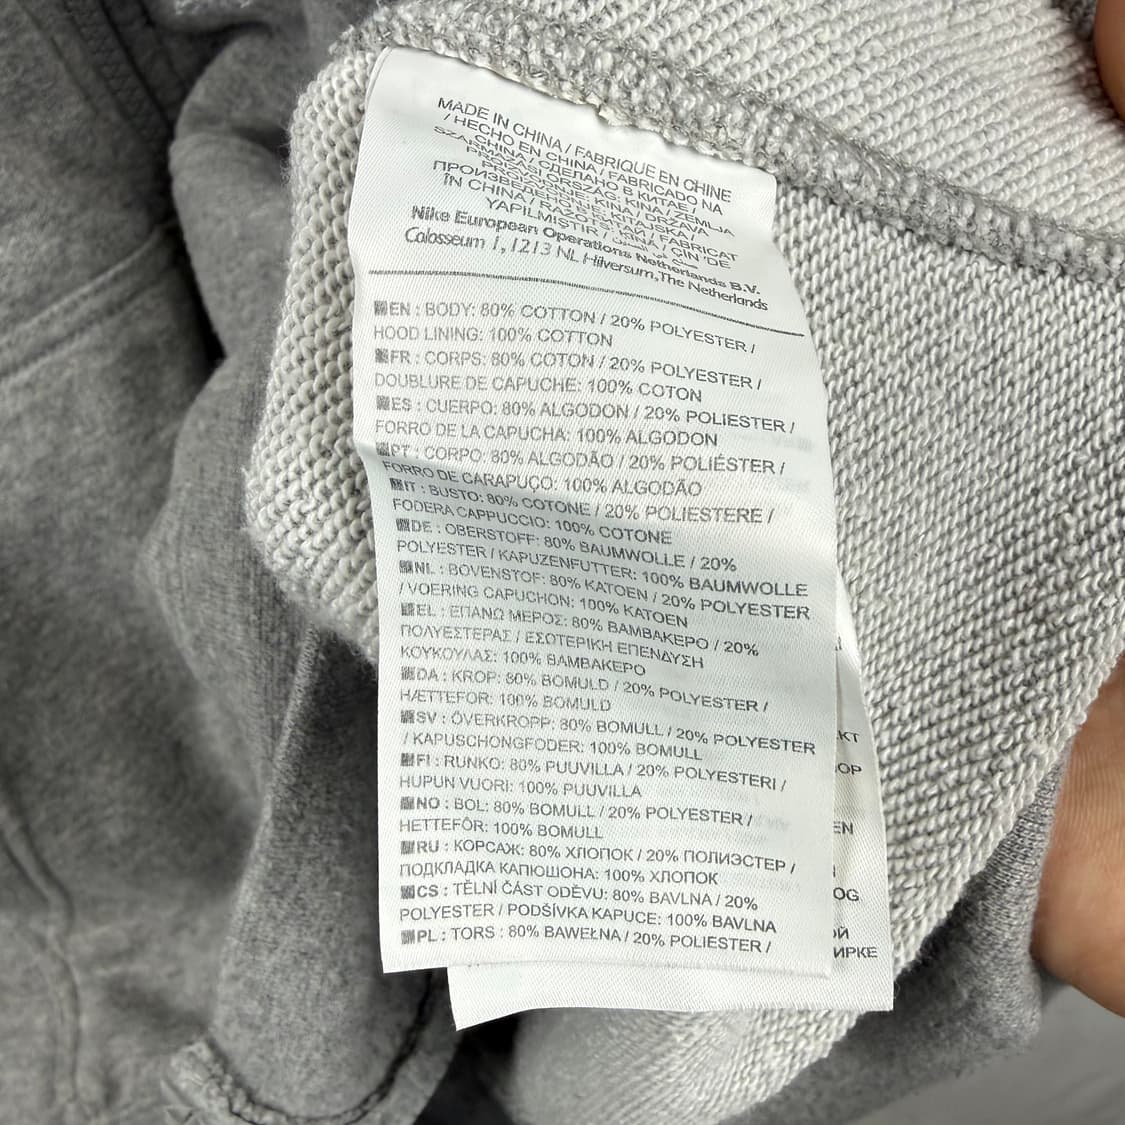 MADE IN CHINA / FABRIQUE EN CHINE
/ HECHO EN CHINA / FABRICADO NA
CHINA / СДЕЛАНО В КИТАЕ /
SZÁRMAZÁSI ORSZÁG: KÍNA / ZEMLJA
PROIZVODNJE: KINA / DRŽAVA
ÎN CHINA / RAŽOTS:
YAPILMIŞTIR /
Nike European Operations Netherlands B.V.
Colosseum 1, 1213 NL Hilversum, The Netherlands
EN : BODY: 80% COTTON / 20% POLYESTER /
HOOD LINING: 100% COTTON
FR : CORPS: 80% COTON / 20% POLYESTER /
DOUBLURE DE CAPUCHE: 100% COTON
ES : CUERPO: 80% ALGODON / 20% POLIESTER /
FORRO DE LA CAPUCHA: 100% ALGODON
PT : CORPO: 80% ALGODÃO / 20% POLIÉSTER /
FORRO DE CARAPUÇO: 100% ALGODÃO
IT : BUSTO: 80% COTONE / 20% POLIESTERE /
FODERA CAPPUCCIO: 100% COTONE
DE : OBERSTOFF: 80% BAUMWOLLE / 20%
POLYESTER / KAPUZENFUTTER: 100% BAUMWOLLE
NL : BOVENSTOF: 80% KATOEN / 20% POLYESTER
/ VOERING CAPUCHON: 100% KATOEN
EL : ΕΠΑΝΩ ΜΕΡΟΣ: 80% ΒΑΜΒΑΚΕΡΟ / 20%
ΠΟΛΥΕΣΤΕΡΑΣ / ΕΣΩΤΕΡΙΚΗ ΕΠΕΝΔΥΣΗ
ΚΟΥΚΟΥΛΑΣ: 100% ΒΑΜΒΑΚΕΡΟ
DA : KROP: 80% BOMULD / 20% POLYESTER /
HÆTTEFOR: 100% BOMULD
SV : ÖVERKROPP: 80% BOMULL / 20% POLYESTER
/ KAPUSCHONGFODER: 100% BOMULL
FI : RUNKO: 80% PUUVILLA / 20% POLYESTERI /
HUPUN VUORI: 100% PUUVILLA
NO : BOL: 80% BOMULL / 20% POLYESTER /
HETTEFÔR: 100% BOMULL
RU : КОРСАЖ: 80% ХЛОПОК / 20% ПОЛИЭСТЕР /
ПОДКЛАДКА КАПЮШОНА: 100% ХЛОПОК
CS : TĚLNÍ ČÁST ODĚVU: 80% BAVLNA / 20%
POLYESTER / PODŠÍVKA KAPUCE: 100% BAVLNA
PL : TORS : 80% BAWEŁNA / 20% POLIESTER /